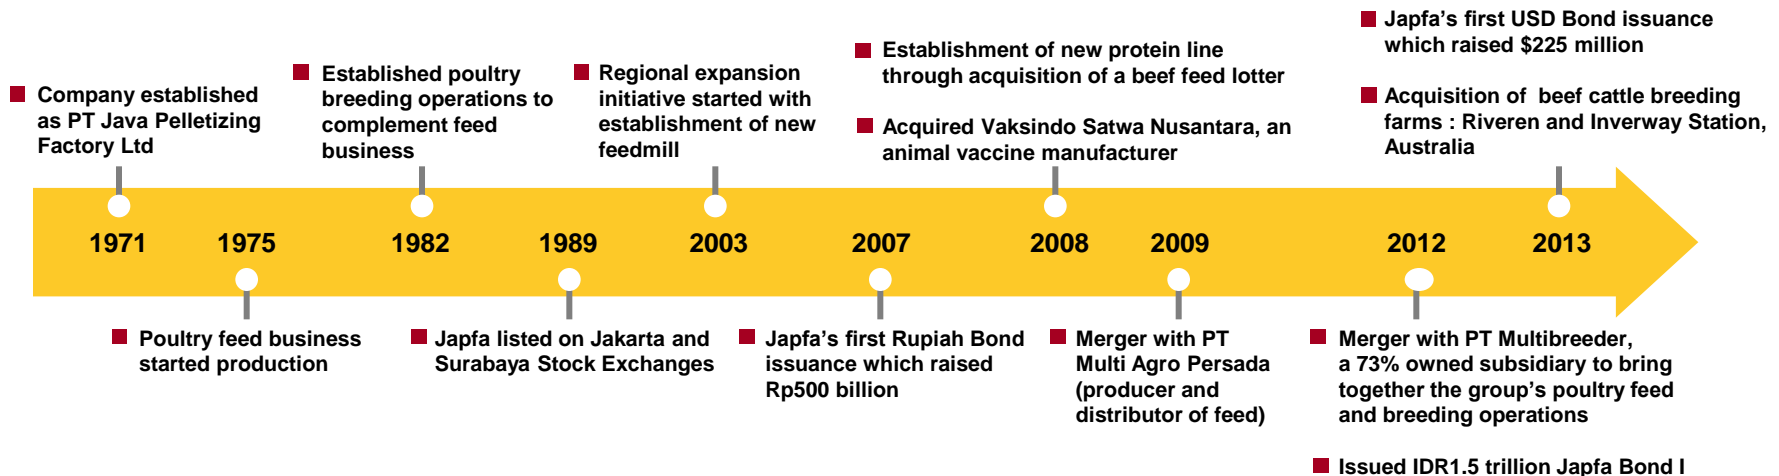 Company established
as PT Java Pelletizing
Factory Ltd
Established poultry
breeding operations to
complement feed
business
Regional expansion
initiative started with
establishment of new
feedmill
Establishment of new protein line
through acquisition of a beef feed lotter
Acquired Vaksindo Satwa Nusantara, an
animal vaccine manufacturer
Japfa’s first USD Bond issuance
which raised $225 million
Acquisition of beef cattle breeding
farms : Riveren and Inverway Station,
Australia
1971 1975 1982 1989 2003 2007 2008 2009 2012 2013
Poultry feed business
started production
Japfa listed on Jakarta and
Surabaya Stock Exchanges
Japfa’s first Rupiah Bond
issuance which raised
Rp500 billion
Merger with PT
Multi Agro Persada
(producer and
distributor of feed)
Merger with PT Multibreeder,
a 73% owned subsidiary to bring
together the group’s poultry feed
and breeding operations
Issued IDR1.5 trillion Japfa Bond I